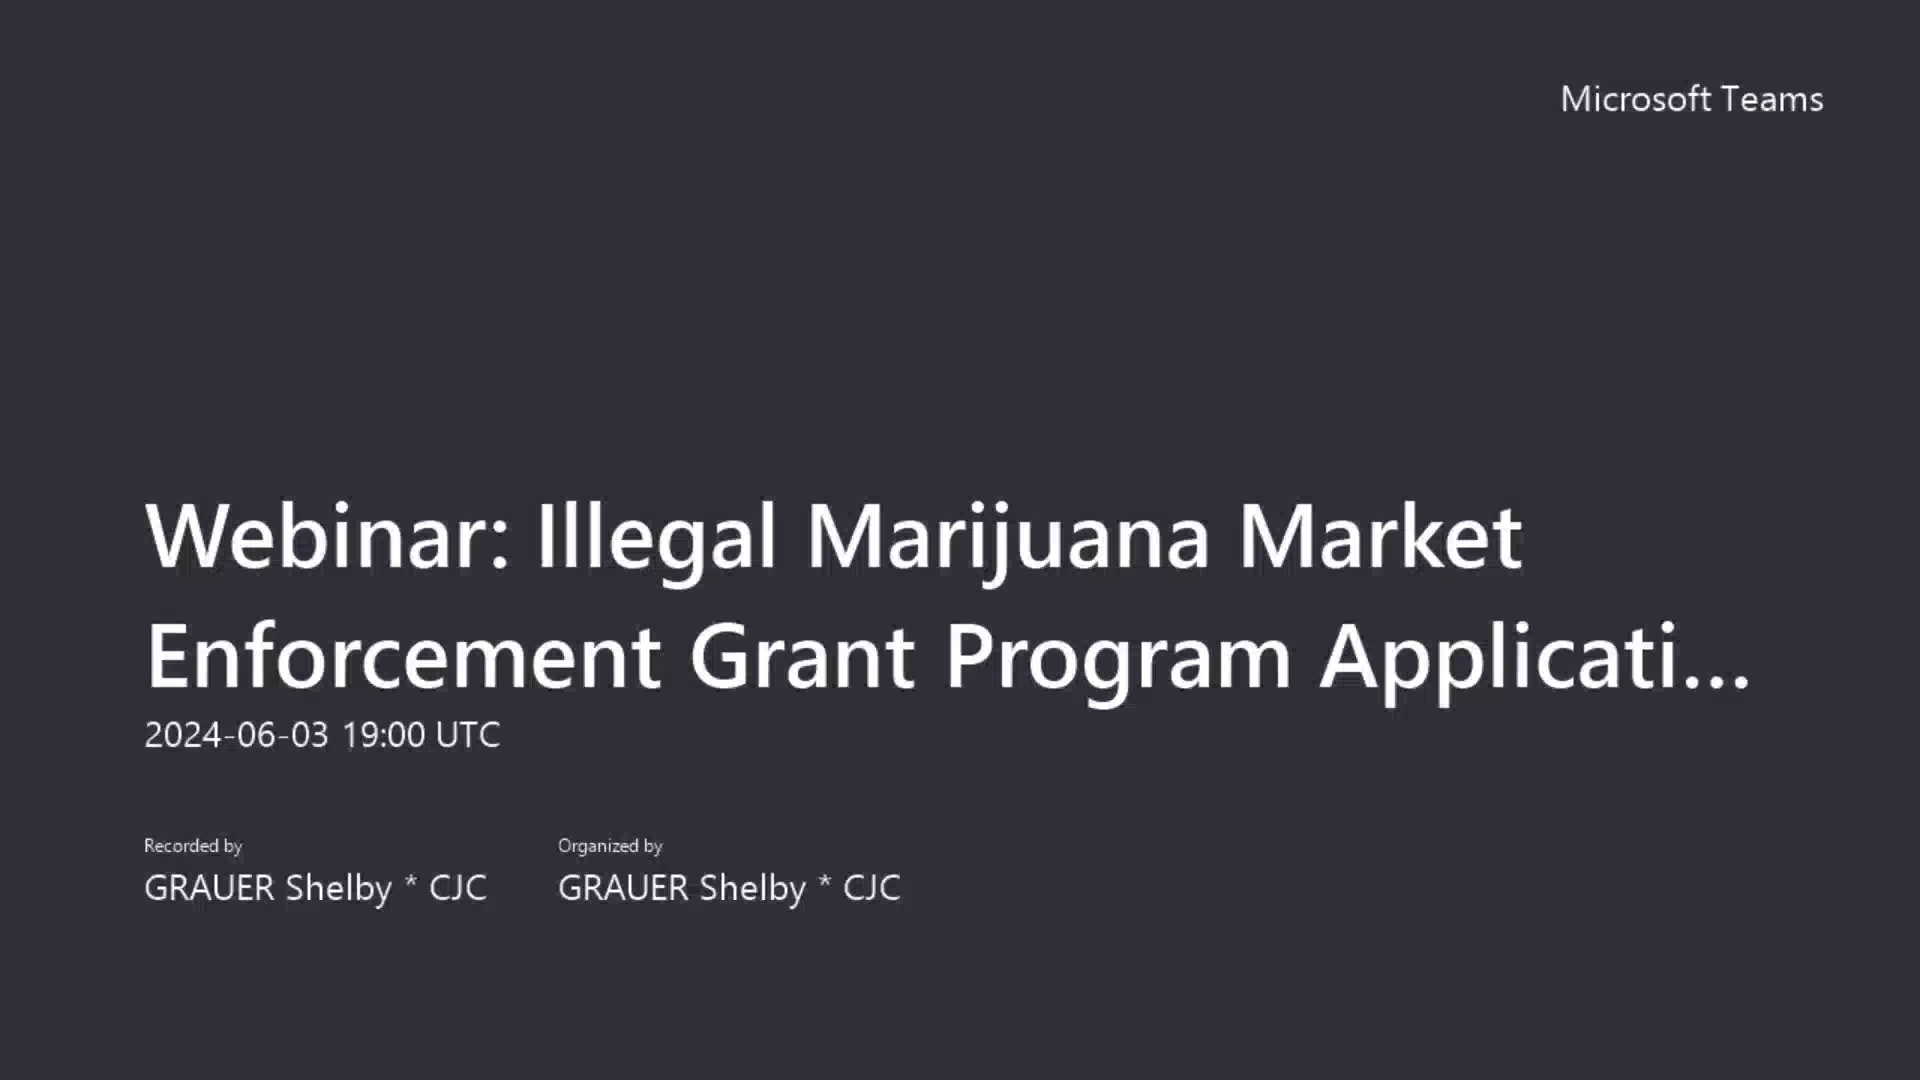 Microsoft Teams
Webinar: Illegal Marijuana Market
Enforcement Grant Program Applicati...
2024-06-03 19:00 UTC
Recorded by
GRAUER Shelby * CJC
Organized by
GRAUER Shelby * CJC